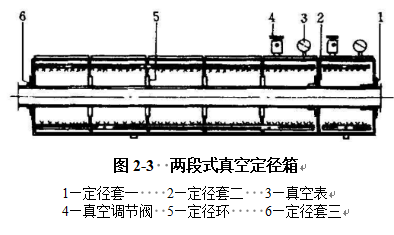 6 5 4 3 2 1
图 2-3 两段式真空定径箱
1—定径套一 2—定径套二 3—真空表
4—真空调节阀 5—定径环 6—定径套三